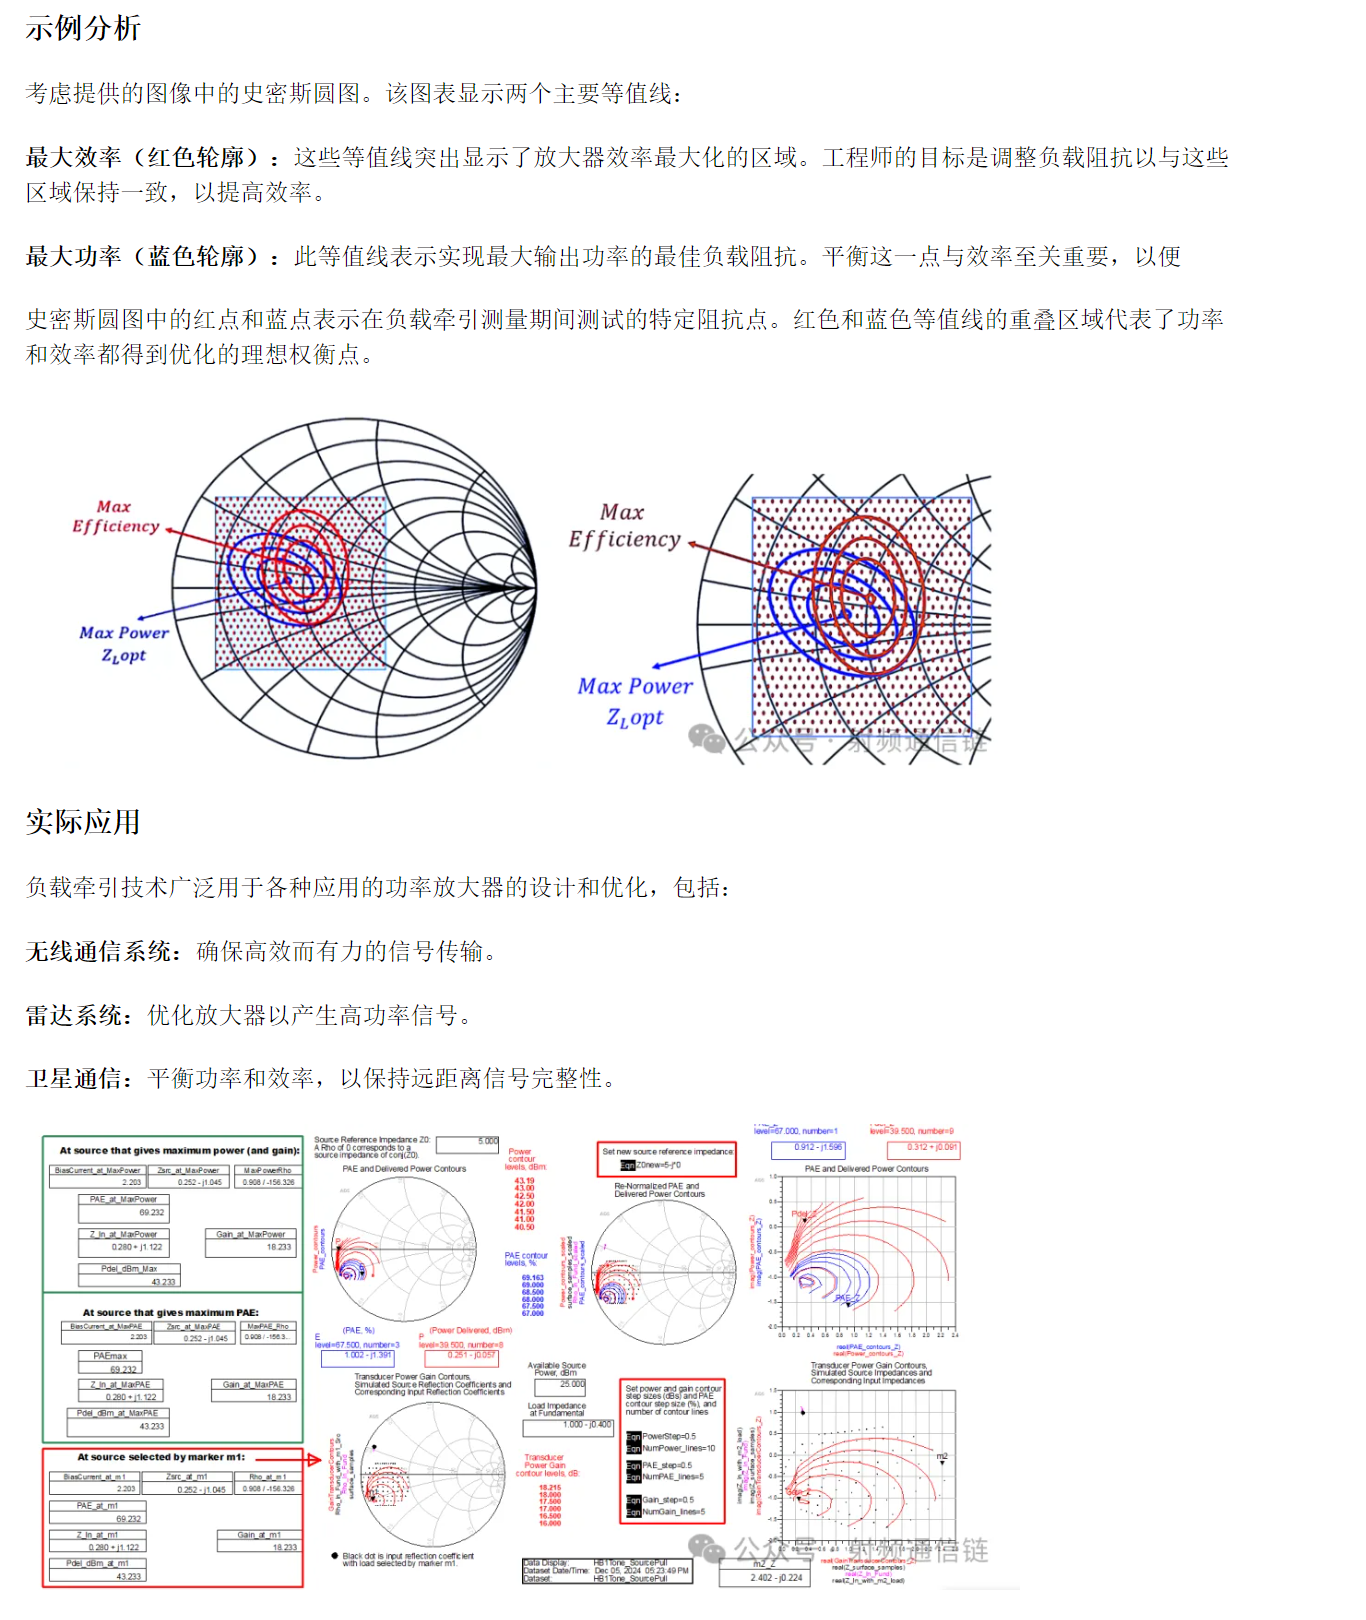 示例分析
考虑提供的图像中的史密斯圆图。该图表显示两个主要等值线：
最大效率（红色轮廓）：这些等值线突出显示了放大器效率最大化的区域。工程师的目标是调整负载阻抗以与这些
区域保持一致，以提高效率。
最大功率（蓝色轮廓）：此等值线表示实现最大输出功率的最佳负载阻抗。平衡这一点与效率至关重要，以便
史密斯圆图中的红点和蓝点表示在负载牵引测量期间测试的特定阻抗点。红色和蓝色等值线的重叠区域代表了功率
和效率都得到优化的理想权衡点。
Max
Efficiency
Max Power
ZLopt
Max
Efficiency
Max Power
ZLopt
公众号·射频通信链
实际应用
负载牵引技术广泛用于各种应用的功率放大器的设计和优化，包括：
无线通信系统：确保高效而有力的信号传输。
雷达系统：优化放大器以产生高功率信号。
卫星通信：平衡功率和效率，以保持远距离信号完整性。
At source that gives maximum power (and gain):
BiasCurrent_at_MaxPower Zsrc_at_MaxPower MaxPowerRho
2.203 0.252 - j1.045 0.908 / -156.326
PAE_at_MaxPower
69.232
Z_In_at_MaxPower Gain_at_MaxPower
0.280 + j1.122 18.233
Pdel_dBm_Max
43.233
At source that gives maximum PAE:
BiasCurrent_at_MaxPAE Zsrc_at_MaxPAE MaxPAE_Rho
2.203 0.252 - j1.045 0.908 / -156.3...
PAEmax
69.232
Z_In_at_MaxPAE Gain_at_MaxPAE
0.280 + j1.122 18.233
Pdel_dBm_at_MaxPAE
43.233
At source selected by marker m1:
BiasCurrent_at_m1 Zsrc_at_m1 Rho_at_m1
2.203 0.252 - j1.045 0.908 / -156.326
PAE_at_m1
69.232
Z_In_at_m1 Gain_at_m1
0.280 + j1.122 18.233
Pdel_dBm_at_m1
43.233
Source Reference Impedance Z0:
A Rho of 0 corresponds to a
source impedance of conj(Z0).
5.000
PAE and Delivered Power Contours
Power_contours
PAE_contours
Power
contour
levels, dBm:
43.19
43.00
42.50
42.00
41.50
41.00
40.50
PAE contour
levels, %:
69.163
69.000
68.500
68.000
67.500
67.000
E (PAE, %)
level=67.500, number=3
1.002 - j1.391
P (Power Delivered, dBm)
level=39.500, number=8
0.251 - j0.057
Set new source reference impedance:
Eqn Z0new=5-j*0
Re-Normalized PAE and
Delivered Power Contours
Power_contours_scaled
surface_samples_scaled
Rho_In_Fund_scaled
PAE_contours_scaled
level=67.000, number=1
0.912 - j1.596
level=39.500, number=9
0.312 + j0.091
PAE and Delivered Power Contours
Pdel_Z
PAE_Z
imag(Power_contours_Z)
imag(PAE_contours_Z)
real(PAE_contours_Z)
real(Power_contours_Z)
Transducer Power Gain Contours,
Simulated Source Reflection Coefficients and
Corresponding Input Reflection Coefficients
GainTransducerContours
Rho_In_Fund
surface_samples
Black dot is input reflection coefficient
with load selected by marker m1.
Available Source
Power, dBm
25.000
Load Impedance
at Fundamental
1.000 - j0.400
Transducer
Power Gain
contour levels, dB:
18.215
18.000
17.500
17.000
16.500
16.000
Set power and gain contour
step sizes (dBs) and PAE
contour step size (%), and
number of contour lines
Eqn PowerStep=0.5
Eqn NumPower_lines=10
Eqn PAE_step=0.5
Eqn NumPAE_lines=5
Eqn Gain_step=0.5
Eqn NumGain_lines=5
Data Display: HB1Tone_SourcePull
Dataset Date/Time: Dec 05, 2024 05:23:49 PM
Dataset: HB1Tone_SourcePull
Transducer Power Gain Contours,
Simulated Source Impedances and
Corresponding Input Impedances
m2
real(Z_surface_samples)
real(Z_In_Fund)
real(Z_In_with_m2_load)
m2_Z
2.402 - j0.224
公众号·射频通信链